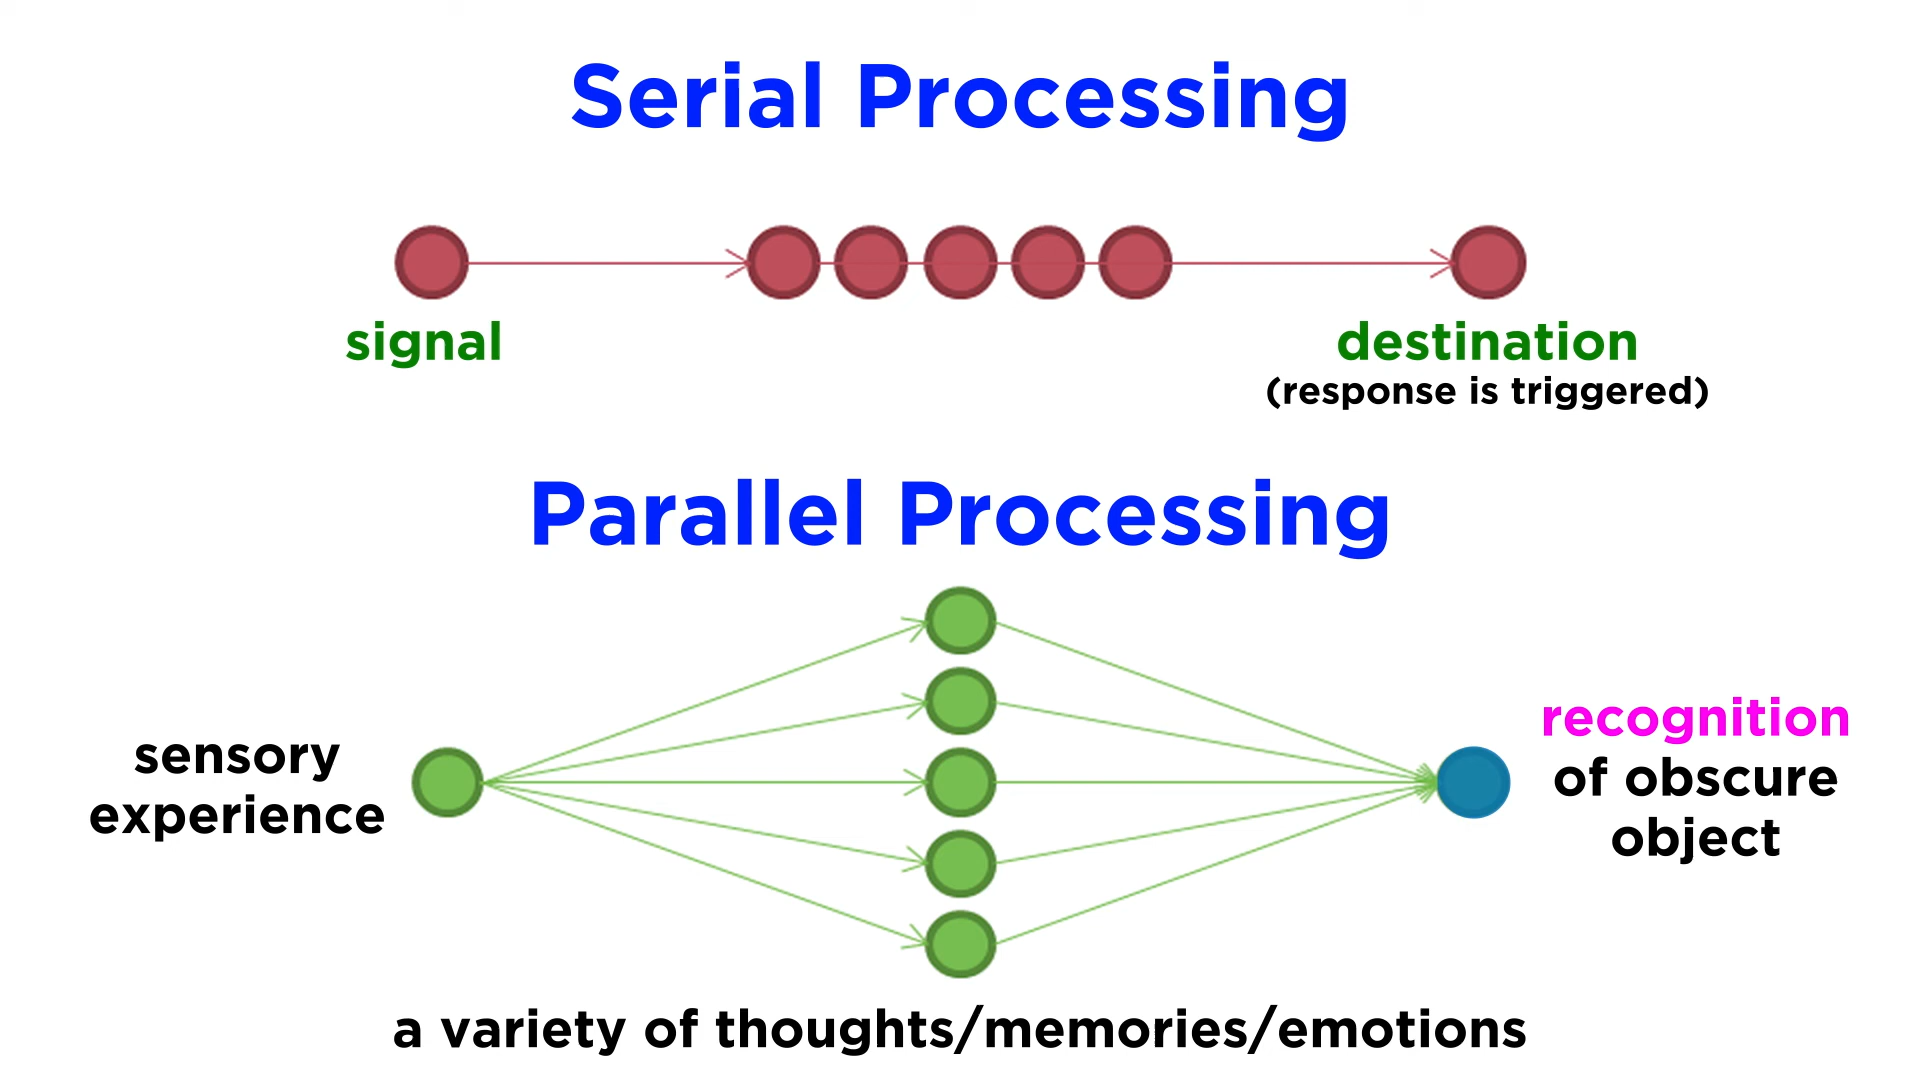 Serial Processing
signal
destination
(response is triggered)
Parallel Processing
sensory
experience
recognition
of obscure
object
a variety of thoughts/memories/emotions